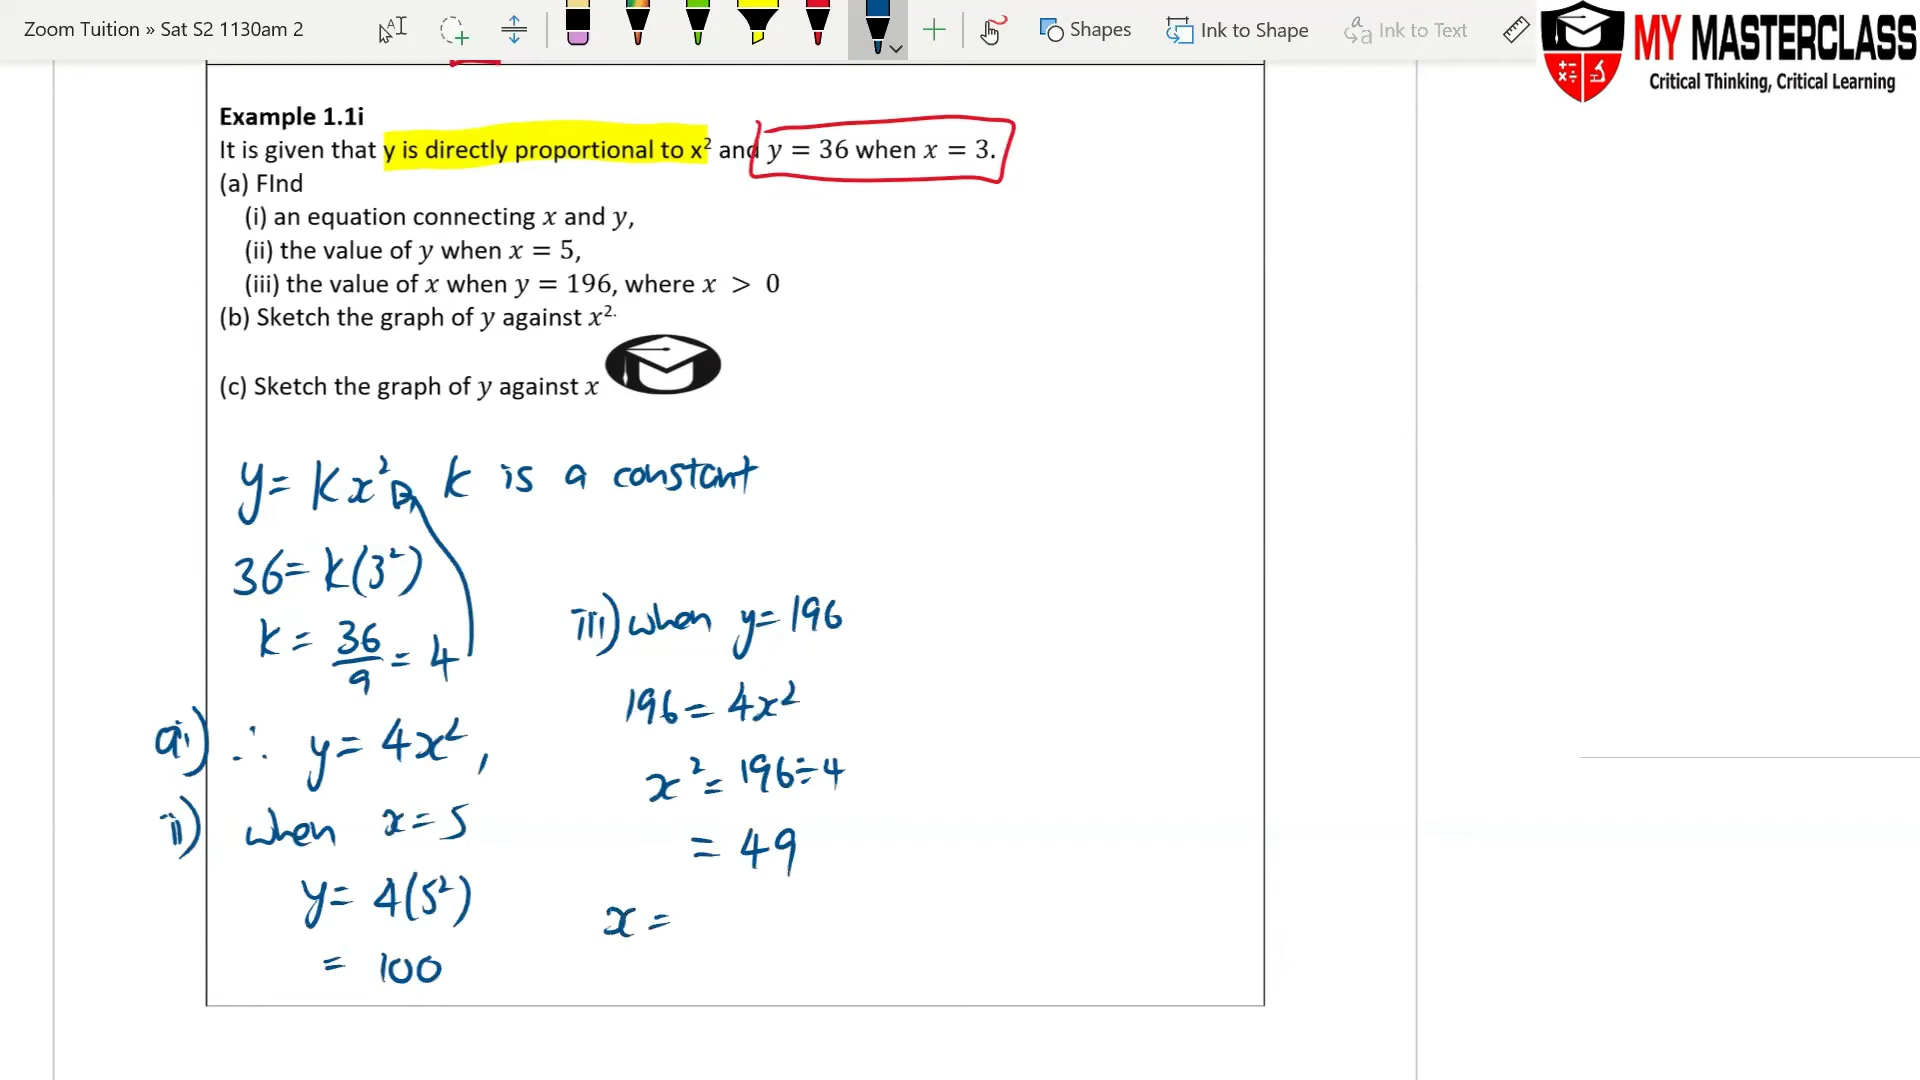 Zoom Tuition » Sat S2 1130am 2
Shapes
Ink to Shape
Ink to Text
MY MASTERCLASS
Critical Thinking, Critical Learning
Example 1.1i
It is given that y is directly proportional to x² and y = 36 when x = 3.
(a) FInd
(i) an equation connecting x and y,
(ii) the value of y when x = 5,
(iii) the value of x when y = 196, where x > 0
(b) Sketch the graph of y against x².
(c) Sketch the graph of y against x
y = kx², k is a constant
36 = k(3²)
k = 36/9 = 4
ai) ∴ y = 4x²,
ii) when x = 5
y = 4(5²)
= 100
iii) when y = 196
196 = 4x²
x² = 196 ÷ 4
= 49
x =